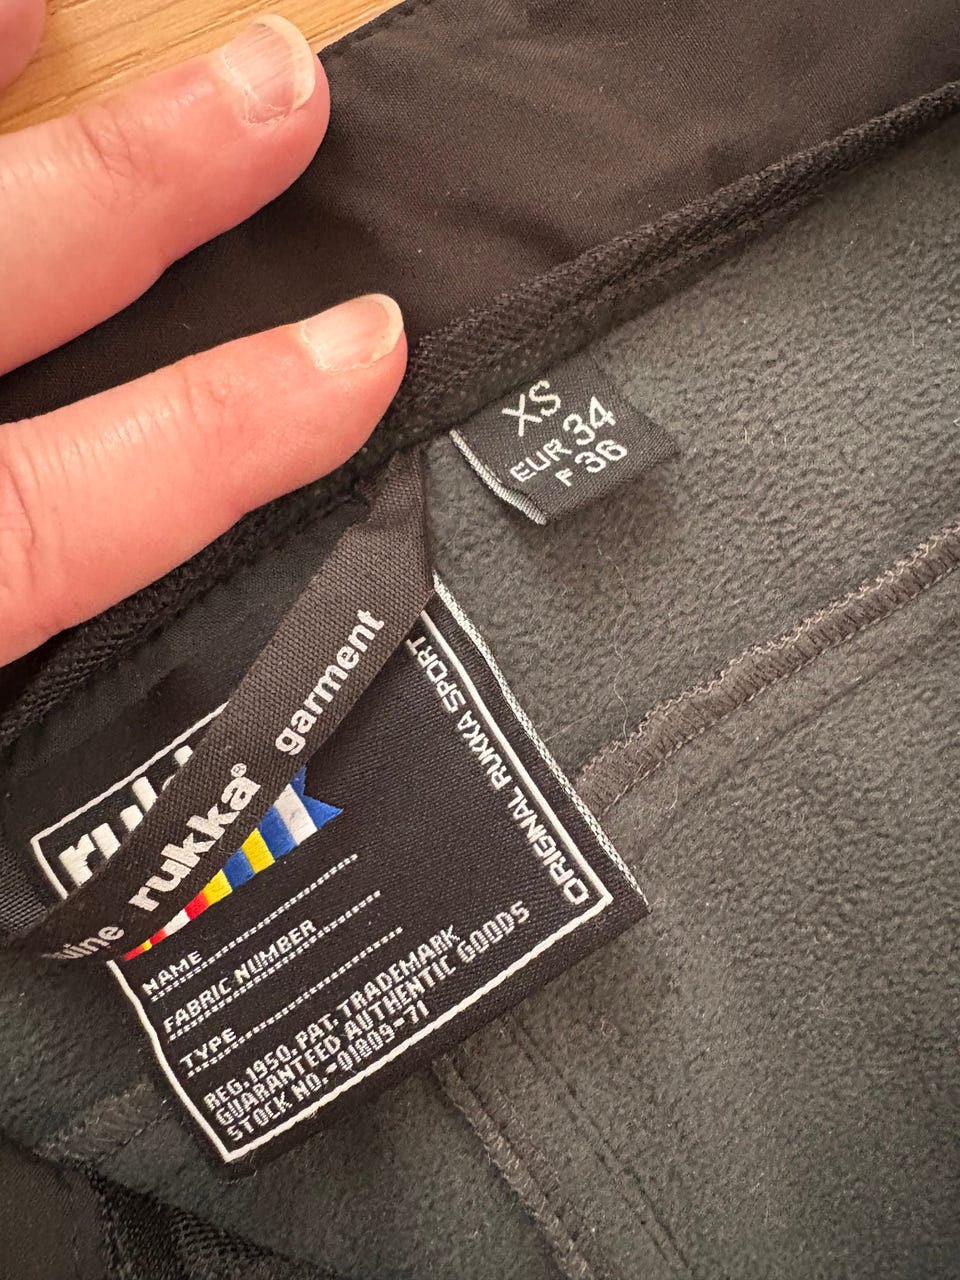 XS
EUR 34
F 36
rukka® garment
ORIGINAL RUKKA SPORT
NAME
FABRIC NUMBER
TYPE
REG.1950. PAT. TRADEMARK
GUARANTEED AUTHENTIC GOODS
STOCK NO.-01809-71